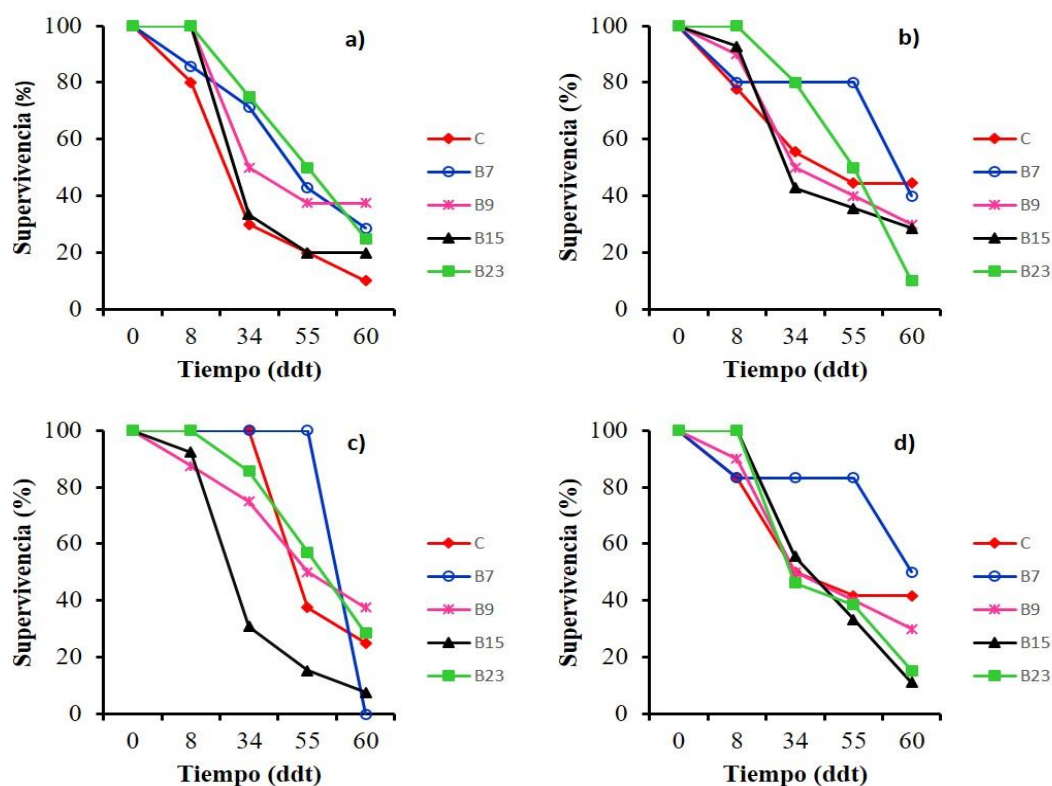 a)
Supervivencia (%)
100
80
60
40
20
0
0 8 34 55 60
Tiempo (ddt)
C
B7
B9
B15
B23
b)
Supervivencia (%)
100
80
60
40
20
0
0 8 34 55 60
Tiempo (ddt)
C
B7
B9
B15
B23
c)
Supervivencia (%)
100
80
60
40
20
0
0 8 34 55 60
Tiempo (ddt)
C
B7
B9
B15
B23
d)
Supervivencia (%)
100
80
60
40
20
0
0 8 34 55 60
Tiempo (ddt)
C
B7
B9
B15
B23